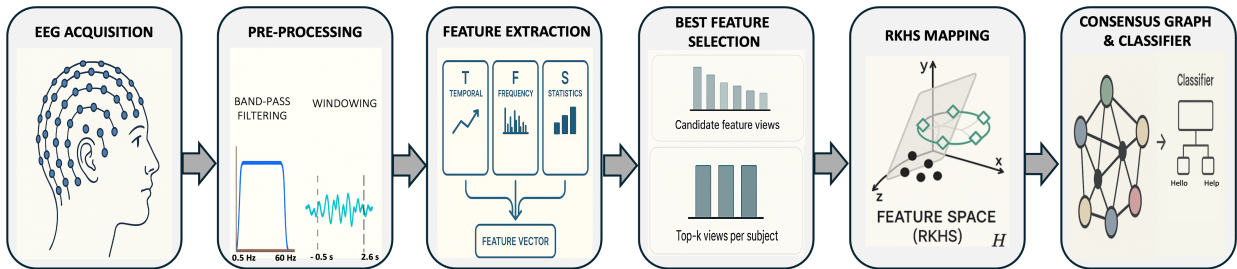 EEG ACQUISITION
PRE-PROCESSING
BAND-PASS
FILTERING
WINDOWING
0.5 Hz
60 Hz
- 0.5 s
2.6 s
FEATURE EXTRACTION
T
TEMPORAL
F
FREQUENCY
S
STATISTICS
FEATURE VECTOR
BEST FEATURE
SELECTION
Candidate feature views
Top-k views per subject
RKHS MAPPING
y
x
z
FEATURE SPACE
(RKHS)
H
CONSENSUS GRAPH
& CLASSIFIER
Classifier
Hello
Help